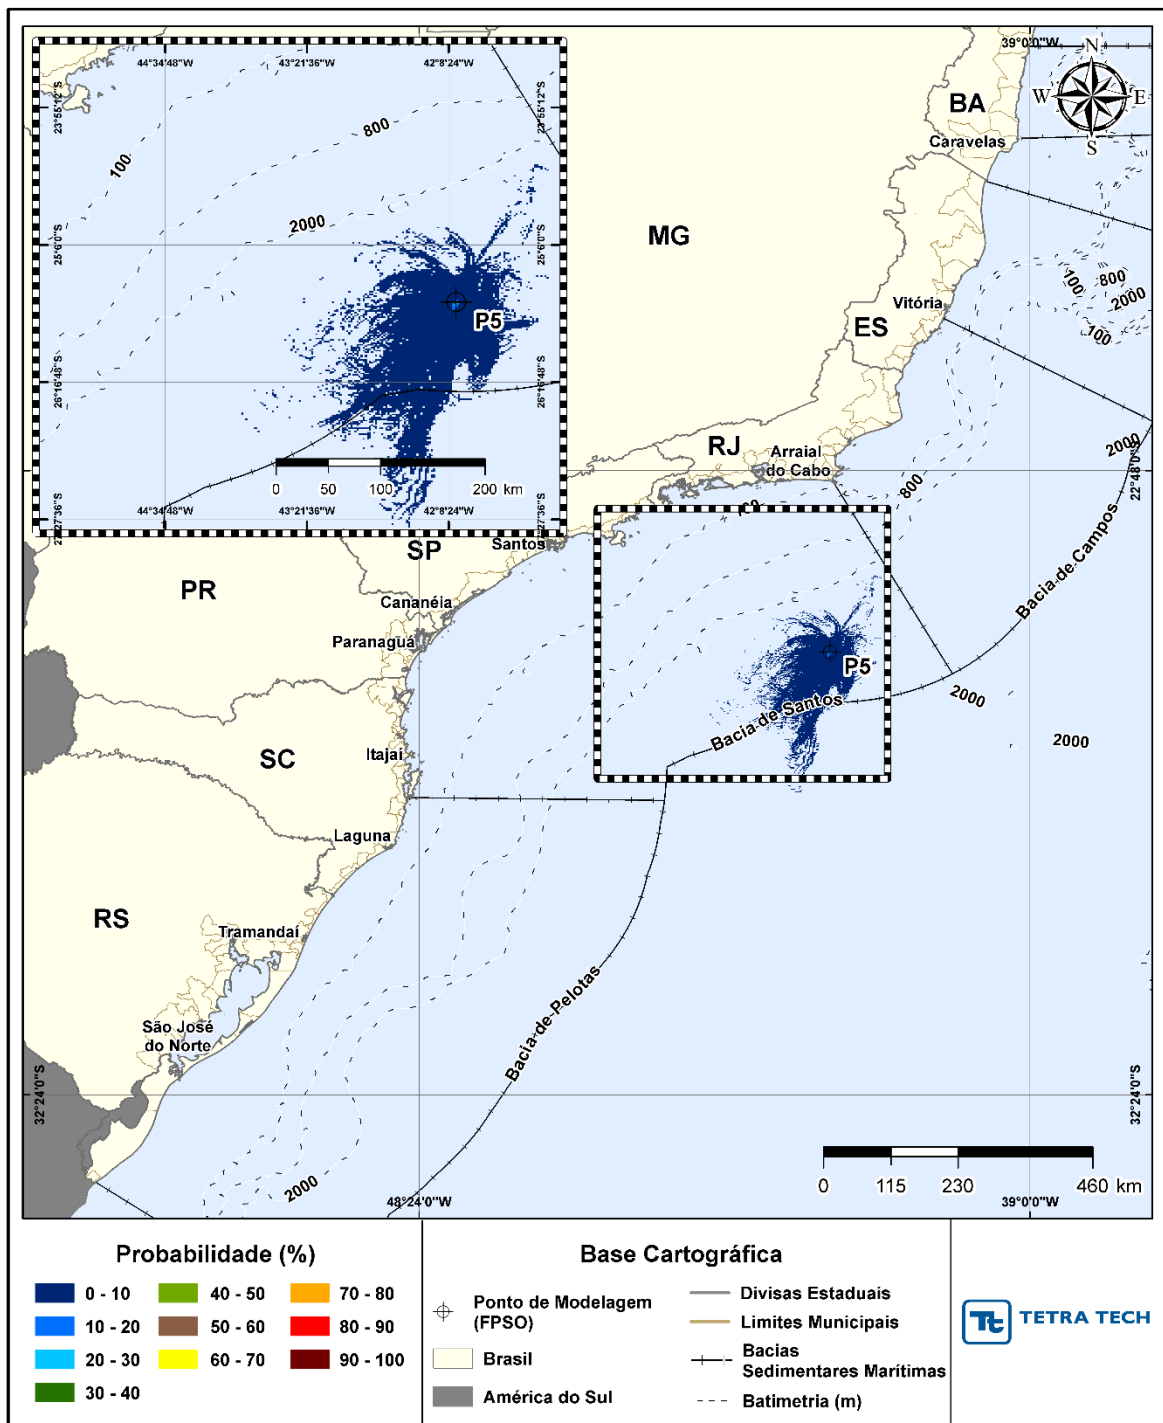 39°0'0"W
N
W
E
S
44°34'48"W
43°21'36"W
42°8'24"W
23°55'12"S
23°55'12"S
100
800
2000
25°6'0"S
25°6'0"S
P5
26°16'48"S
26°16'48"S
0
50
100
200 km
44°34'48"W
43°21'36"W
42°8'24"W
BA
Caravelas
MG
100
800
2000
100
Vitória
ES
2000
RJ
Arraial
do Cabo
22°48'0"S
800
Bacia de Campos
SP
Santos
PR
Cananéia
Paranaguá
P5
2000
Bacia de Santos
2000
SC
Itajaí
Laguna
RS
Tramandaí
Bacia de Pelotas
São José
do Norte
32°24'0"S
32°24'0"S
2000
0
115
230
460 km
48°24'0"W
39°0'0"W
Probabilidade (%)
0 - 10
10 - 20
20 - 30
30 - 40
40 - 50
50 - 60
60 - 70
70 - 80
80 - 90
90 - 100
Base Cartográfica
Ponto de Modelagem
(FPSO)
Brasil
América do Sul
Divisas Estaduais
Limites Municipais
Bacias
Sedimentares Marítimas
Batimetria (m)
Tt
TETRA TECH